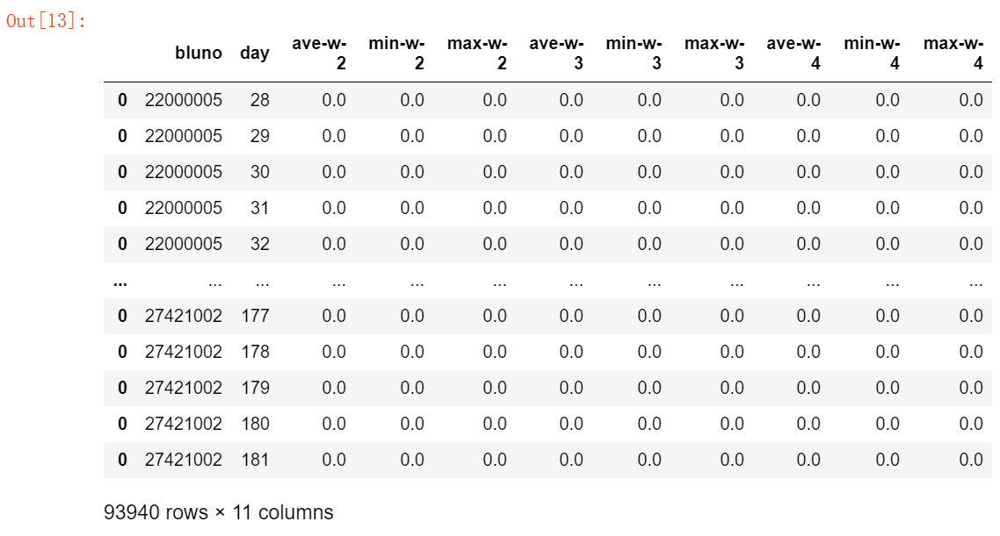 Out[13]:
bluno day ave-w-2 min-w-2 max-w-2 ave-w-3 min-w-3 max-w-3 ave-w-4 min-w-4 max-w-4
0 22000005 28 0.0 0.0 0.0 0.0 0.0 0.0 0.0 0.0 0.0
0 22000005 29 0.0 0.0 0.0 0.0 0.0 0.0 0.0 0.0 0.0
0 22000005 30 0.0 0.0 0.0 0.0 0.0 0.0 0.0 0.0 0.0
0 22000005 31 0.0 0.0 0.0 0.0 0.0 0.0 0.0 0.0 0.0
0 22000005 32 0.0 0.0 0.0 0.0 0.0 0.0 0.0 0.0 0.0
... ... ... ... ... ... ... ... ... ... ... ...
0 27421002 177 0.0 0.0 0.0 0.0 0.0 0.0 0.0 0.0 0.0
0 27421002 178 0.0 0.0 0.0 0.0 0.0 0.0 0.0 0.0 0.0
0 27421002 179 0.0 0.0 0.0 0.0 0.0 0.0 0.0 0.0 0.0
0 27421002 180 0.0 0.0 0.0 0.0 0.0 0.0 0.0 0.0 0.0
0 27421002 181 0.0 0.0 0.0 0.0 0.0 0.0 0.0 0.0 0.0
93940 rows × 11 columns